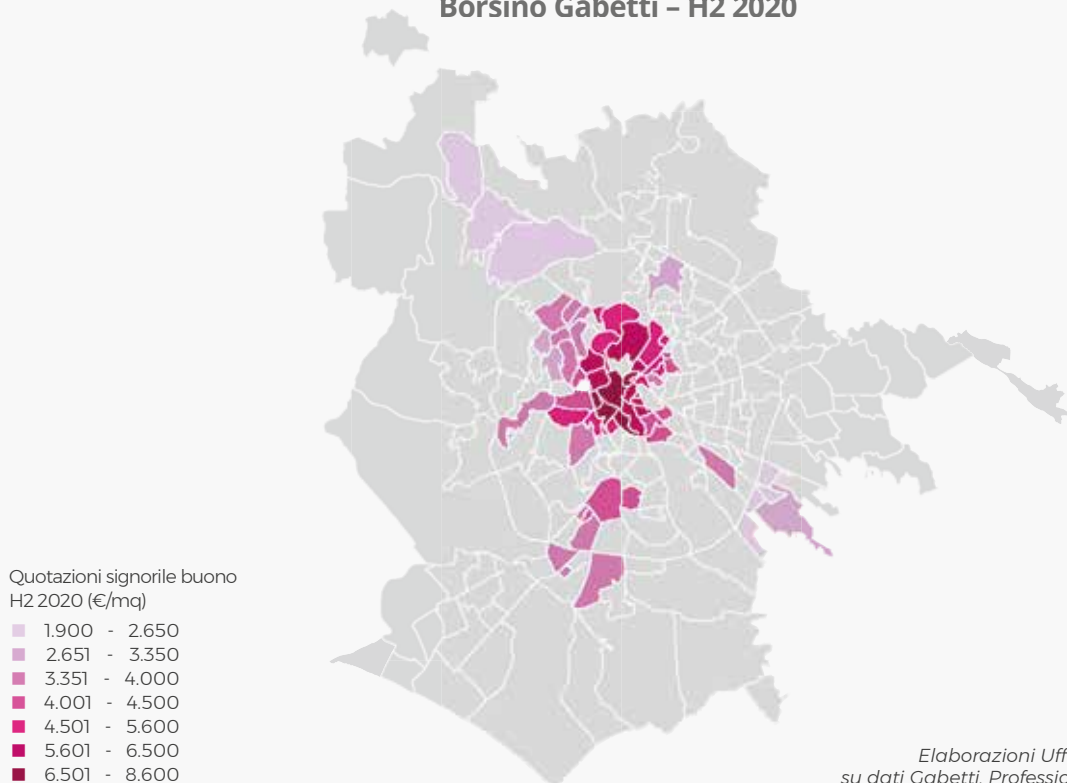 Borsino Gabetti – H2 2020
Quotazioni signorile buono
H2 2020 (€/mq)
1.900 - 2.650
2.651 - 3.350
3.351 - 4.000
4.001 - 4.500
4.501 - 5.600
5.601 - 6.500
6.501 - 8.600
Elaborazioni
su dati Gabetti,